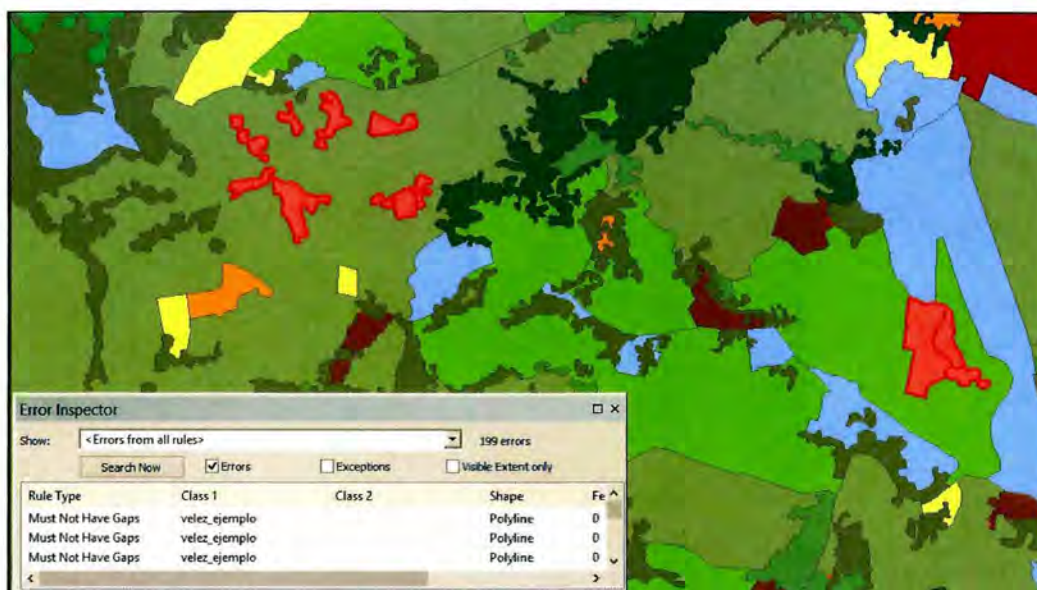 Error Inspector
Show: <Errors from all rules> 199 errors
Search Now Errors Exceptions Visible Extent only
Rule Type Class 1 Class 2 Shape Fe
Must Not Have Gaps velez_ejemplo Polyline 0
Must Not Have Gaps velez_ejemplo Polyline 0
Must Not Have Gaps velez_ejemplo Polyline 0